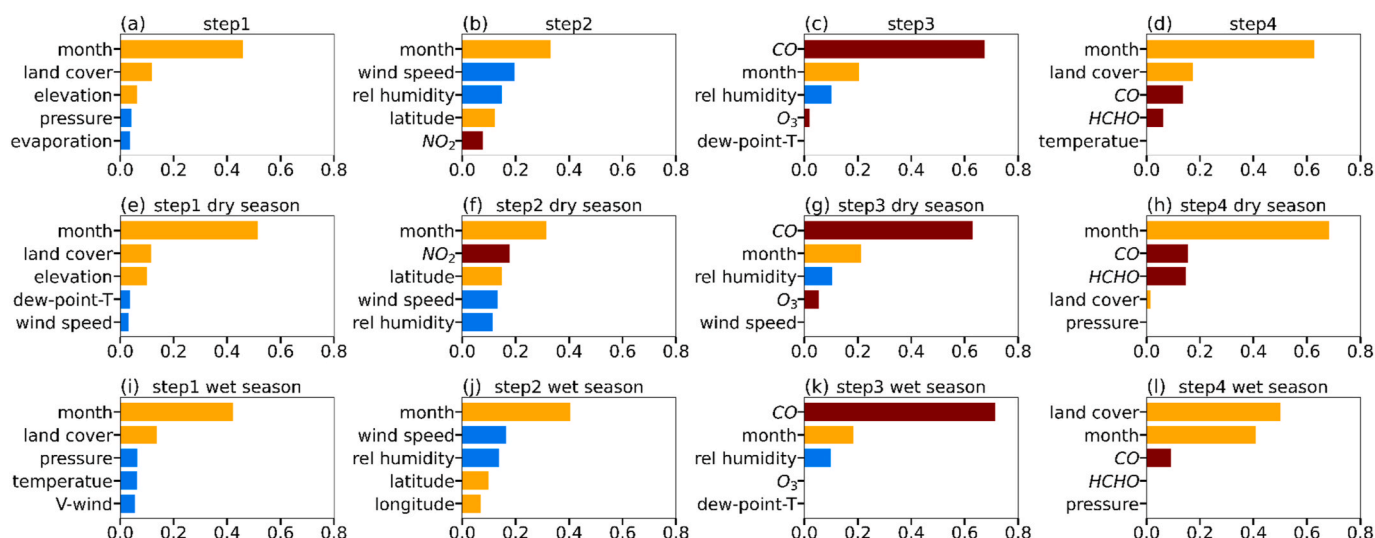 (a) step1
month
land cover
elevation
pressure
evaporation
0.0 0.2 0.4 0.6 0.8
(b) step2
month
wind speed
rel humidity
latitude
NO2
0.0 0.2 0.4 0.6 0.8
(c) step3
CO
month
rel humidity
O3
dew-point-T
0.0 0.2 0.4 0.6 0.8
(d) step4
month
land cover
CO
HCHO
temperatue
0.0 0.2 0.4 0.6 0.8
(e) step1 dry season
month
land cover
elevation
dew-point-T
wind speed
0.0 0.2 0.4 0.6 0.8
(f) step2 dry season
month
NO2
latitude
wind speed
rel humidity
0.0 0.2 0.4 0.6 0.8
(g) step3 dry season
CO
month
rel humidity
O3
wind speed
0.0 0.2 0.4 0.6 0.8
(h) step4 dry season
month
CO
HCHO
land cover
pressure
0.0 0.2 0.4 0.6 0.8
(i) step1 wet season
month
land cover
pressure
temperatue
V-wind
0.0 0.2 0.4 0.6 0.8
(j) step2 wet season
month
wind speed
rel humidity
latitude
longitude
0.0 0.2 0.4 0.6 0.8
(k) step3 wet season
CO
month
rel humidity
O3
dew-point-T
0.0 0.2 0.4 0.6 0.8
(l) step4 wet season
land cover
month
CO
HCHO
pressure
0.0 0.2 0.4 0.6 0.8